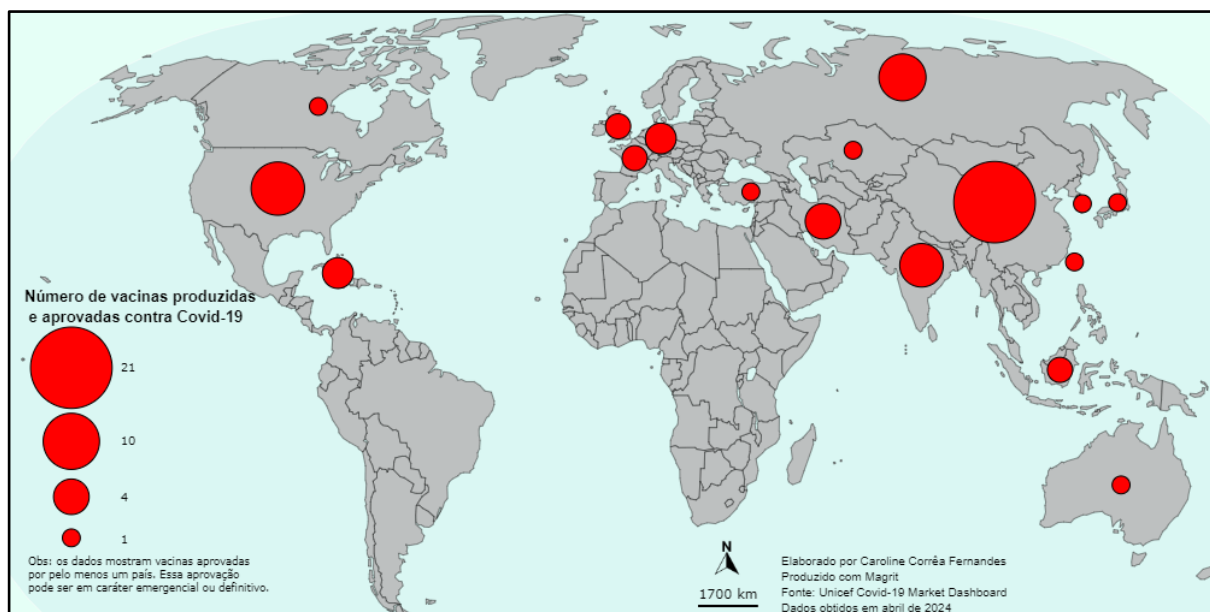 Número de vacinas produzidas
e aprovadas contra Covid-19
21
10
4
1
Obs: os dados mostram vacinas aprovadas
por pelo menos um país. Essa aprovação
pode ser em caráter emergencial ou definitivo.
N
1700 km
Elaborado por Caroline Corrêa Fernandes
Produzido com Magrit
Fonte: Unicef Covid-19 Market Dashboard
Dados obtidos em abril de 2024